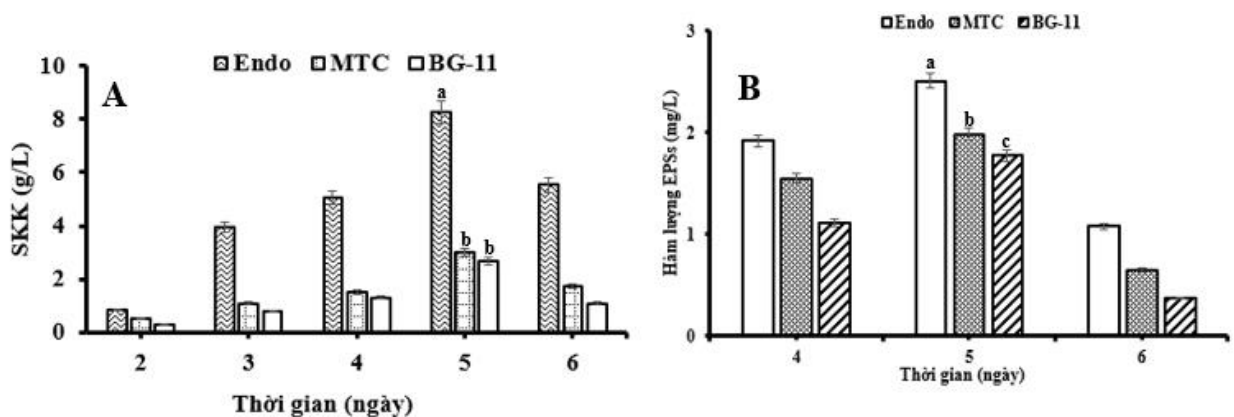 A
Endo MTC BG-11
SKK (g/L)
10
8
6
4
2
0
a
b b
2 3 4 5 6
Thời gian (ngày)
B
Endo MTC BG-11
Hàm lượng EPSs (mg/L)
3
2
1
0
a
b
c
4 5 6
Thời gian (ngày)